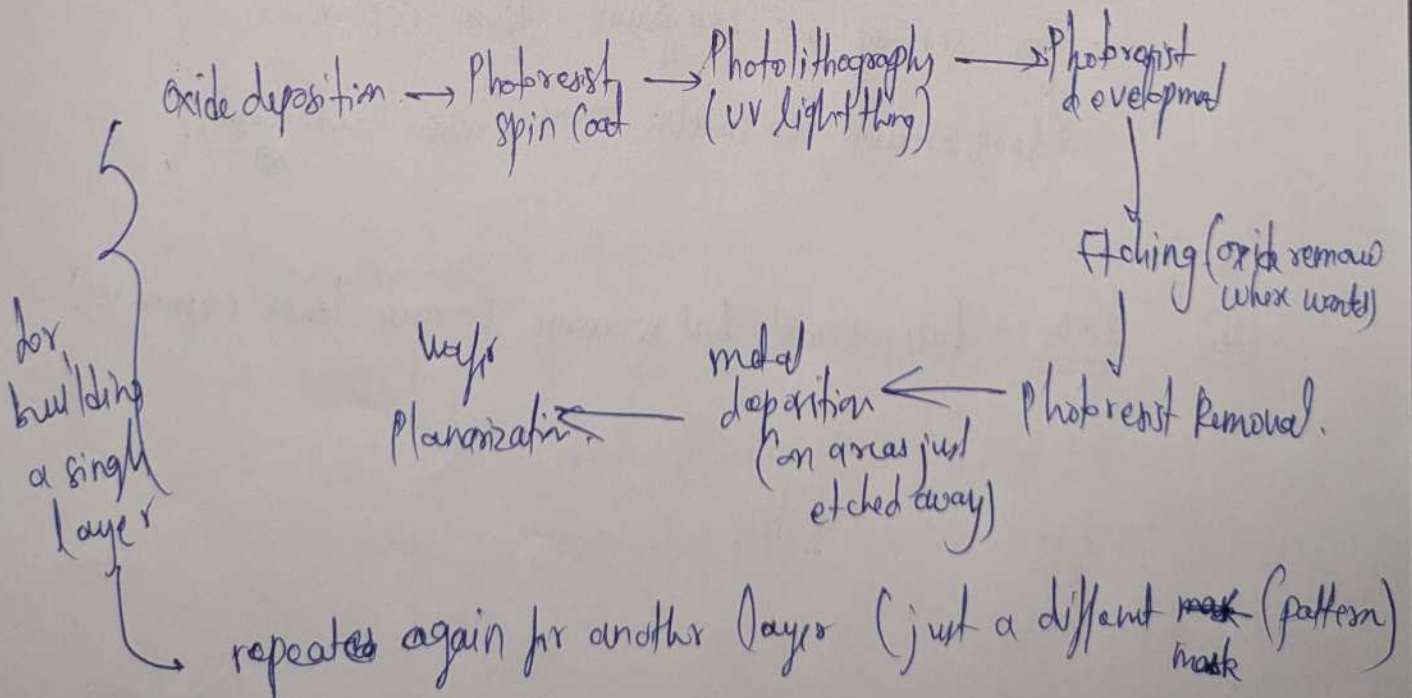 oxide deposition → Photoresist → Photolithography → Photoresist
spin Coat (UV light thing) development
Etching (oxide removal
where wanted)
Photoresist Removal.
metal
deposition
(on areas just
etched away)
Wafer
Planarization.
for
building
a single
layer
repeated again for another layer (just a different mask (pattern)